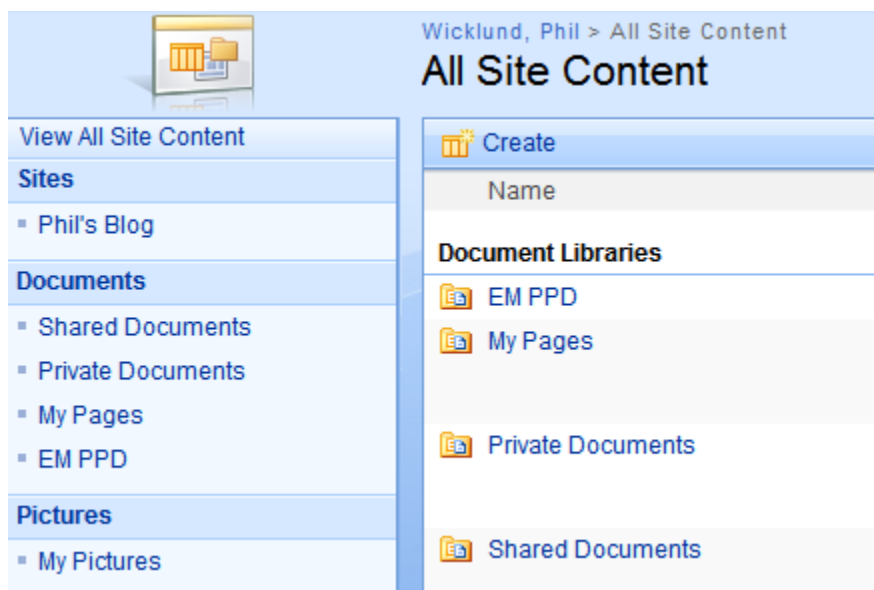 Wicklund, Phil > All Site Content
All Site Content
View All Site Content
Sites
Phil's Blog
Documents
Shared Documents
Private Documents
My Pages
EM PPD
Pictures
My Pictures
Create
Name
Document Libraries
EM PPD
My Pages
Private Documents
Shared Documents